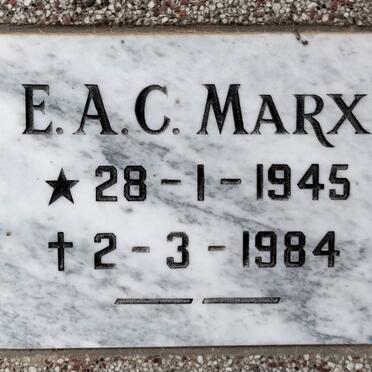 E. A. C. MARX
★ 28-1-1945
✝ 2-3-1984